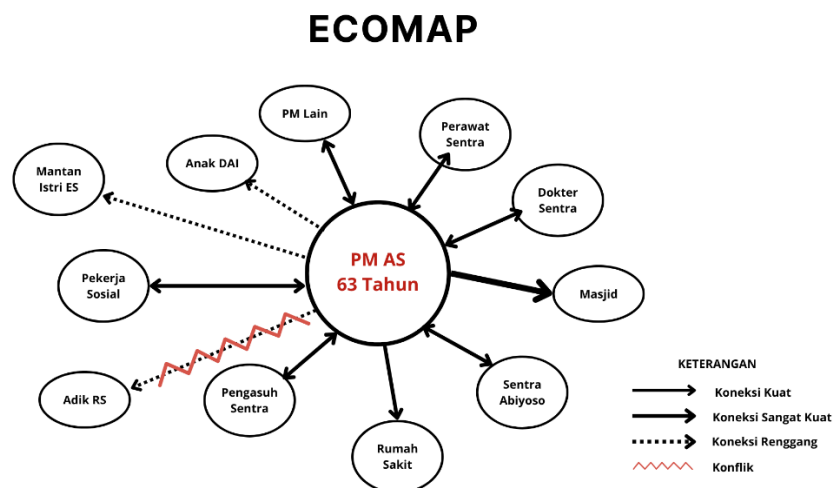 ECOMAP
PM Lain
Perawat
Sentra
Anak DAI
Mantan
Istri ES
Dokter
Sentra
PM AS
63 Tahun
Pekerja
Sosial
Masjid
Adik RS
Pengasuh
Sentra
Rumah
Sakit
Sentra
Abiyoso
KETERANGAN
Koneksi Kuat
Koneksi Sangat Kuat
Koneksi Renggang
Konflik